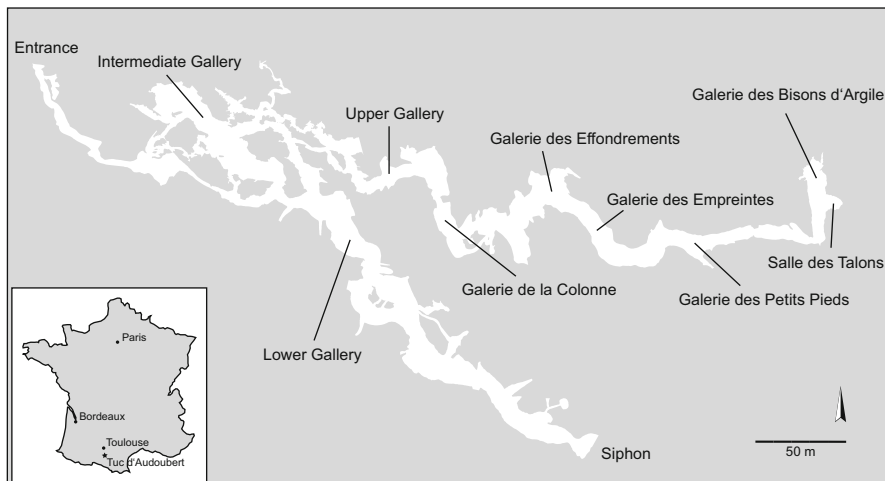 Entrance
Intermediate Gallery
Upper Gallery
Galerie des Effondrements
Galerie des Bisons d'Argile
Galerie des Empreintes
Salle des Talons
Galerie de la Colonne
Galerie des Petits Pieds
Lower Gallery
Siphon
50 m
Paris
Bordeaux
Toulouse
Tuc d'Audoubert